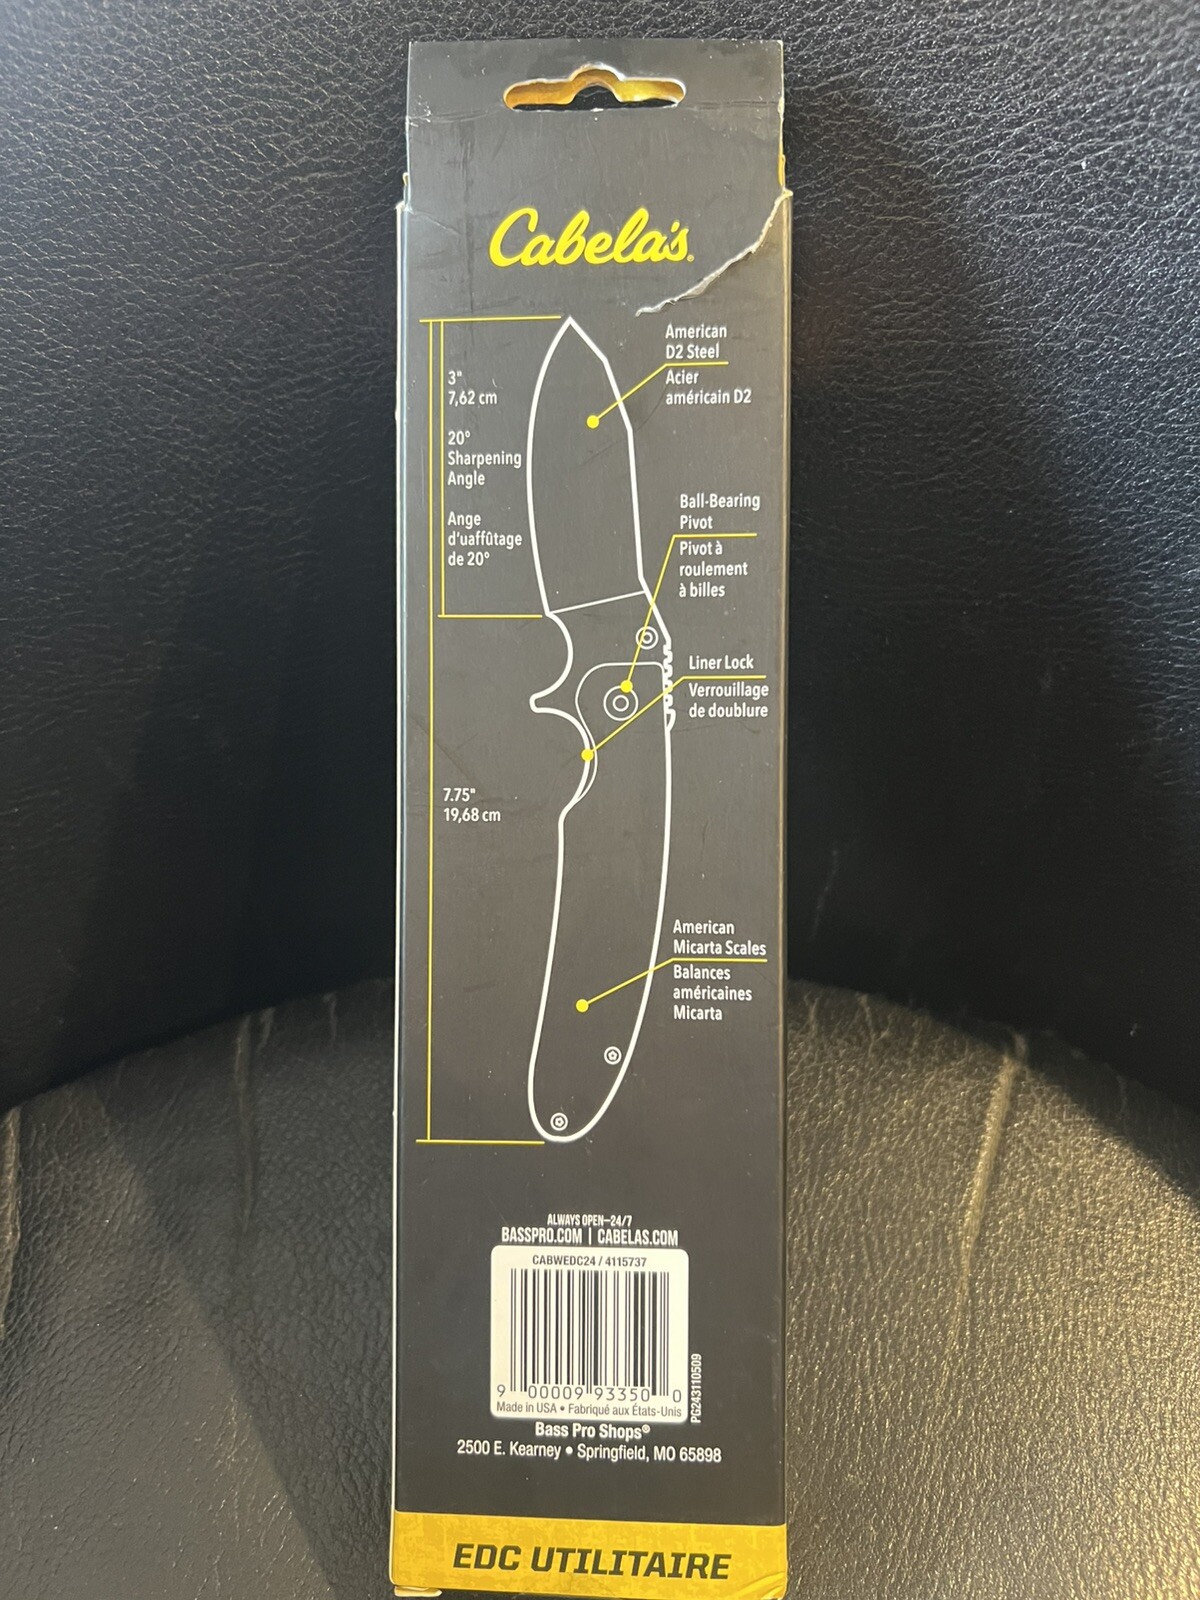 Cabela's®
American
D2 Steel
Acier
américain D2
3"
7,62 cm
20°
Sharpening
Angle
Ange
d'uaffûtage
de 20°
Ball-Bearing
Pivot
Pivot à
roulement
à billes
Liner Lock
Verrouillage
de doublure
7.75"
19,68 cm
American
Micarta Scales
Balances
américaines
Micarta
ALWAYS OPEN—24/7
BASSPRO.COM | CABELAS.COM
CABWEDC24 / 4115737
9 00009 93350 0
Made in USA • Fabriqué aux États-Unis
PG243110509
Bass Pro Shops®
2500 E. Kearney • Springfield, MO 65898
EDC UTILITAIRE